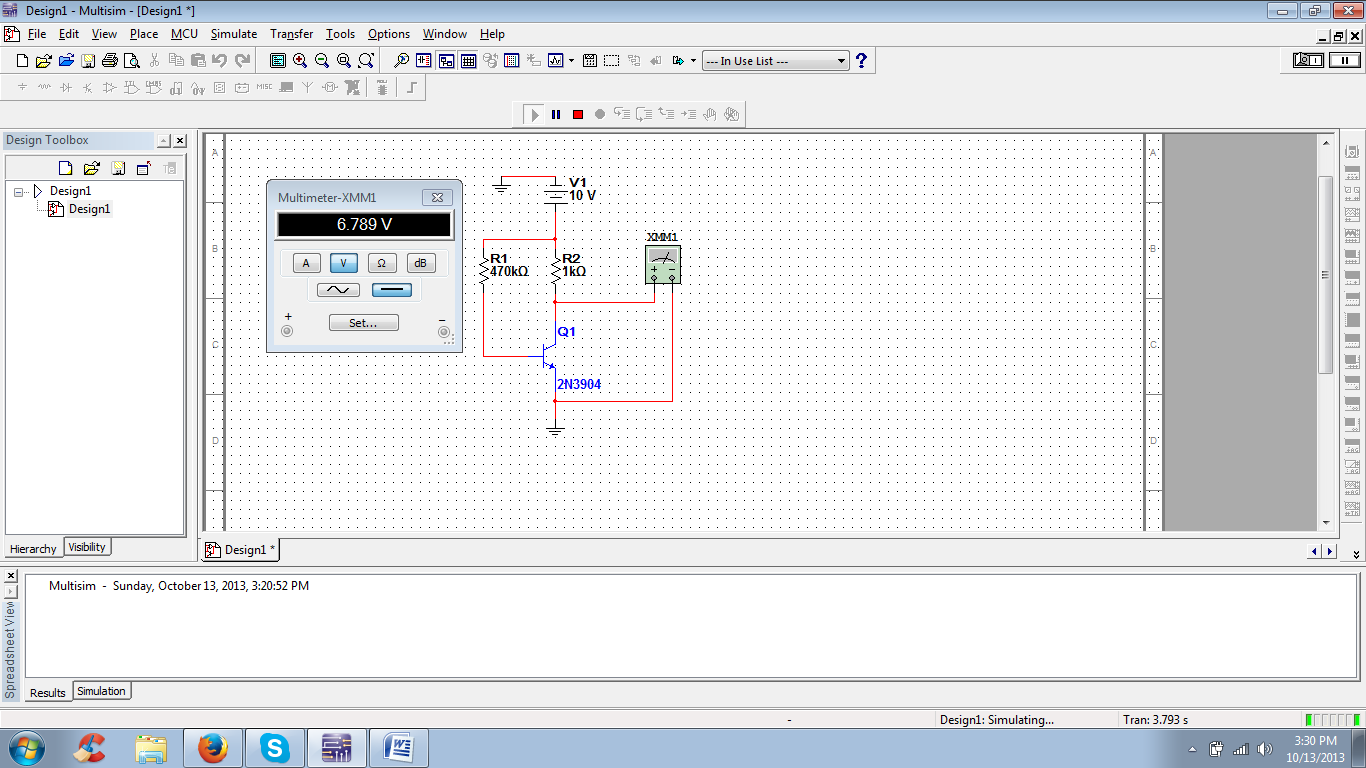 Design1 - Multisim - [Design1 *]
File Edit View Place MCU Simulate Transfer Tools Options Window Help
--- In Use List --- ?
MISC
Design Toolbox
Design1
Design1
Hierarchy Visibility
A A
B B
C C
D D
Multimeter-XMM1
6.789 V
A V Ω dB
+ Set... -
V1
10 V
R1
470kΩ
R2
1kΩ
XMM1
+ -
Q1
2N3904
Design1 *
Spreadsheet View
Multisim - Sunday, October 13, 2013, 3:20:52 PM
Results Simulation
- Design1: Simulating... Tran: 3.793 s
3:30 PM
10/13/2013